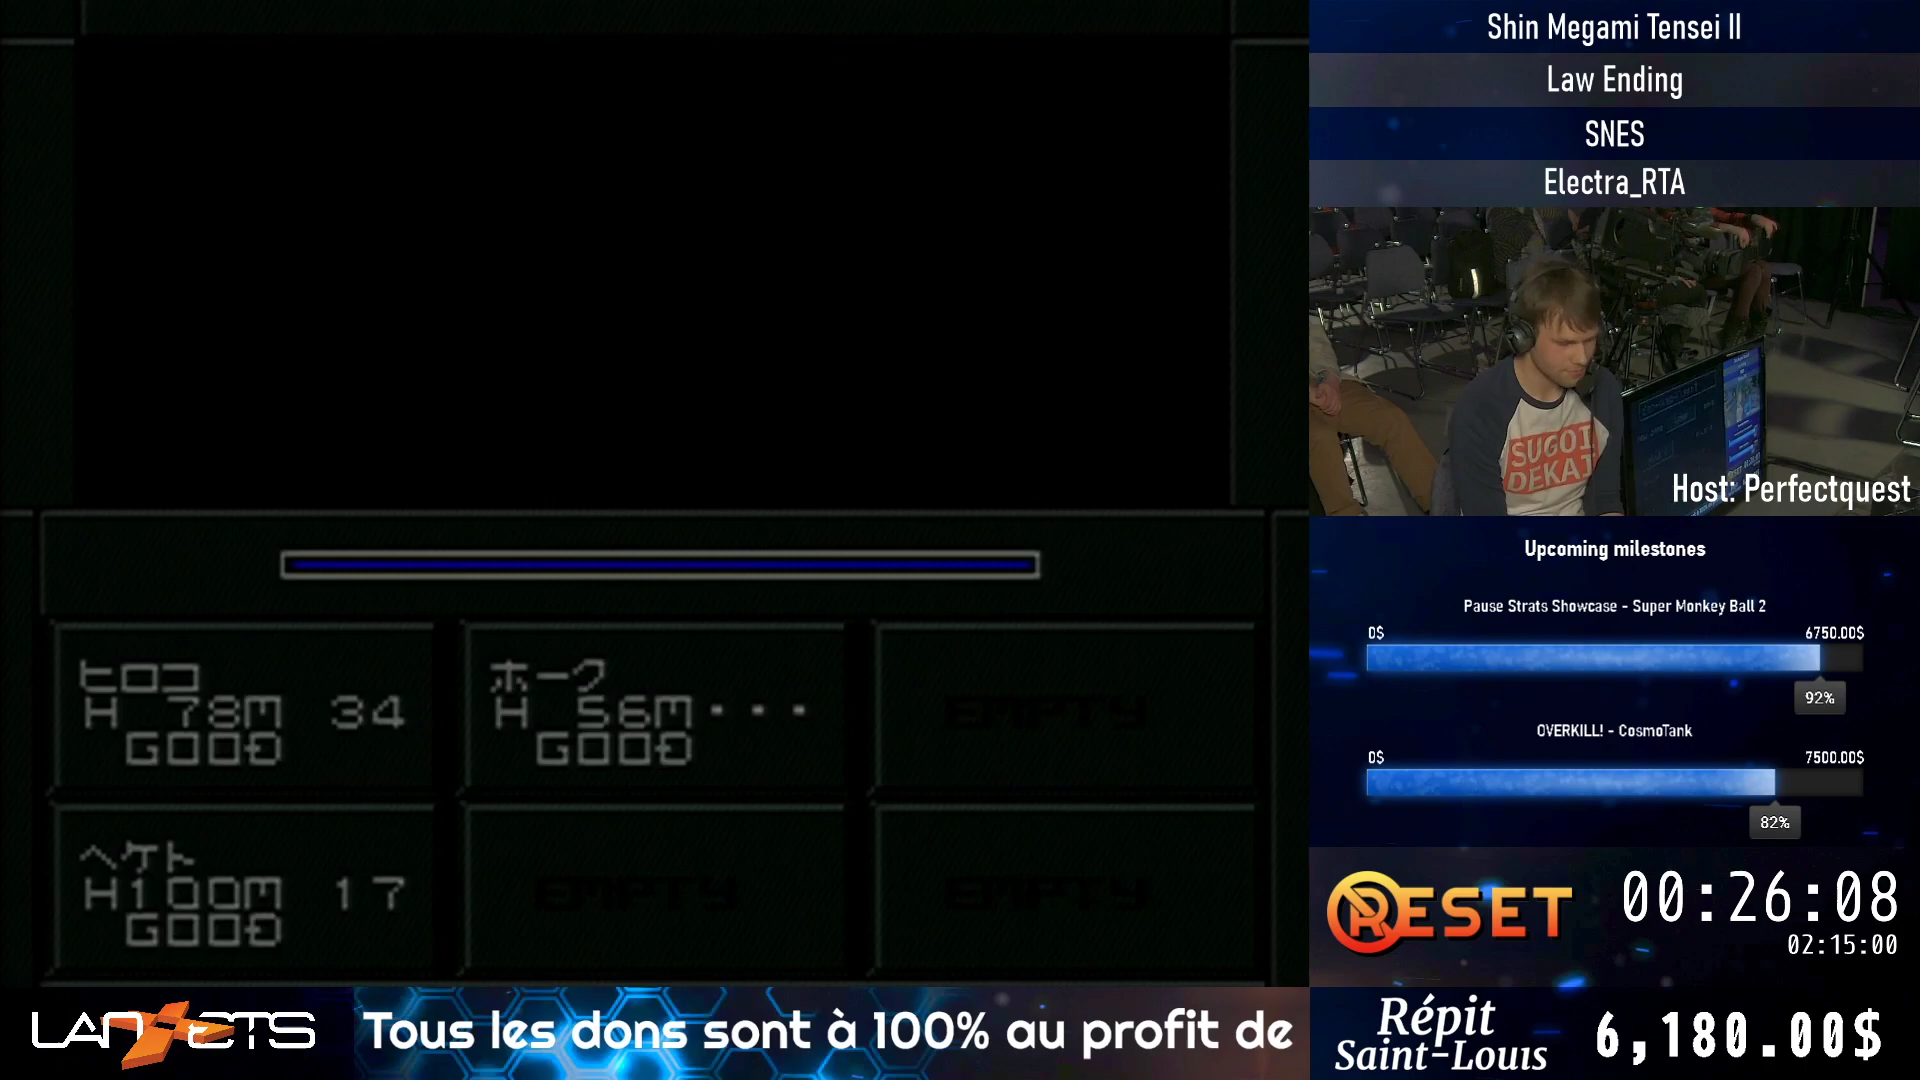 Shin Megami Tensei II
Law Ending
SNES
Electra_RTA
SUGOI
DEKAI
Host: Perfectquest
Upcoming milestones
Pause Strats Showcase - Super Monkey Ball 2
0$ 6750.00$
92%
OVERKILL! - CosmoTank
0$ 7500.00$
82%
ヒロコ
H 78M 34
GOOD
ホーク
H 56M・・・
GOOD
EMPTY
ヘケト
H100M 17
GOOD
EMPTY
EMPTY
RESET
00:26:08
02:15:00
LAN ETS
Tous les dons sont à 100% au profit de
Répit
Saint-Louis
6,180.00$